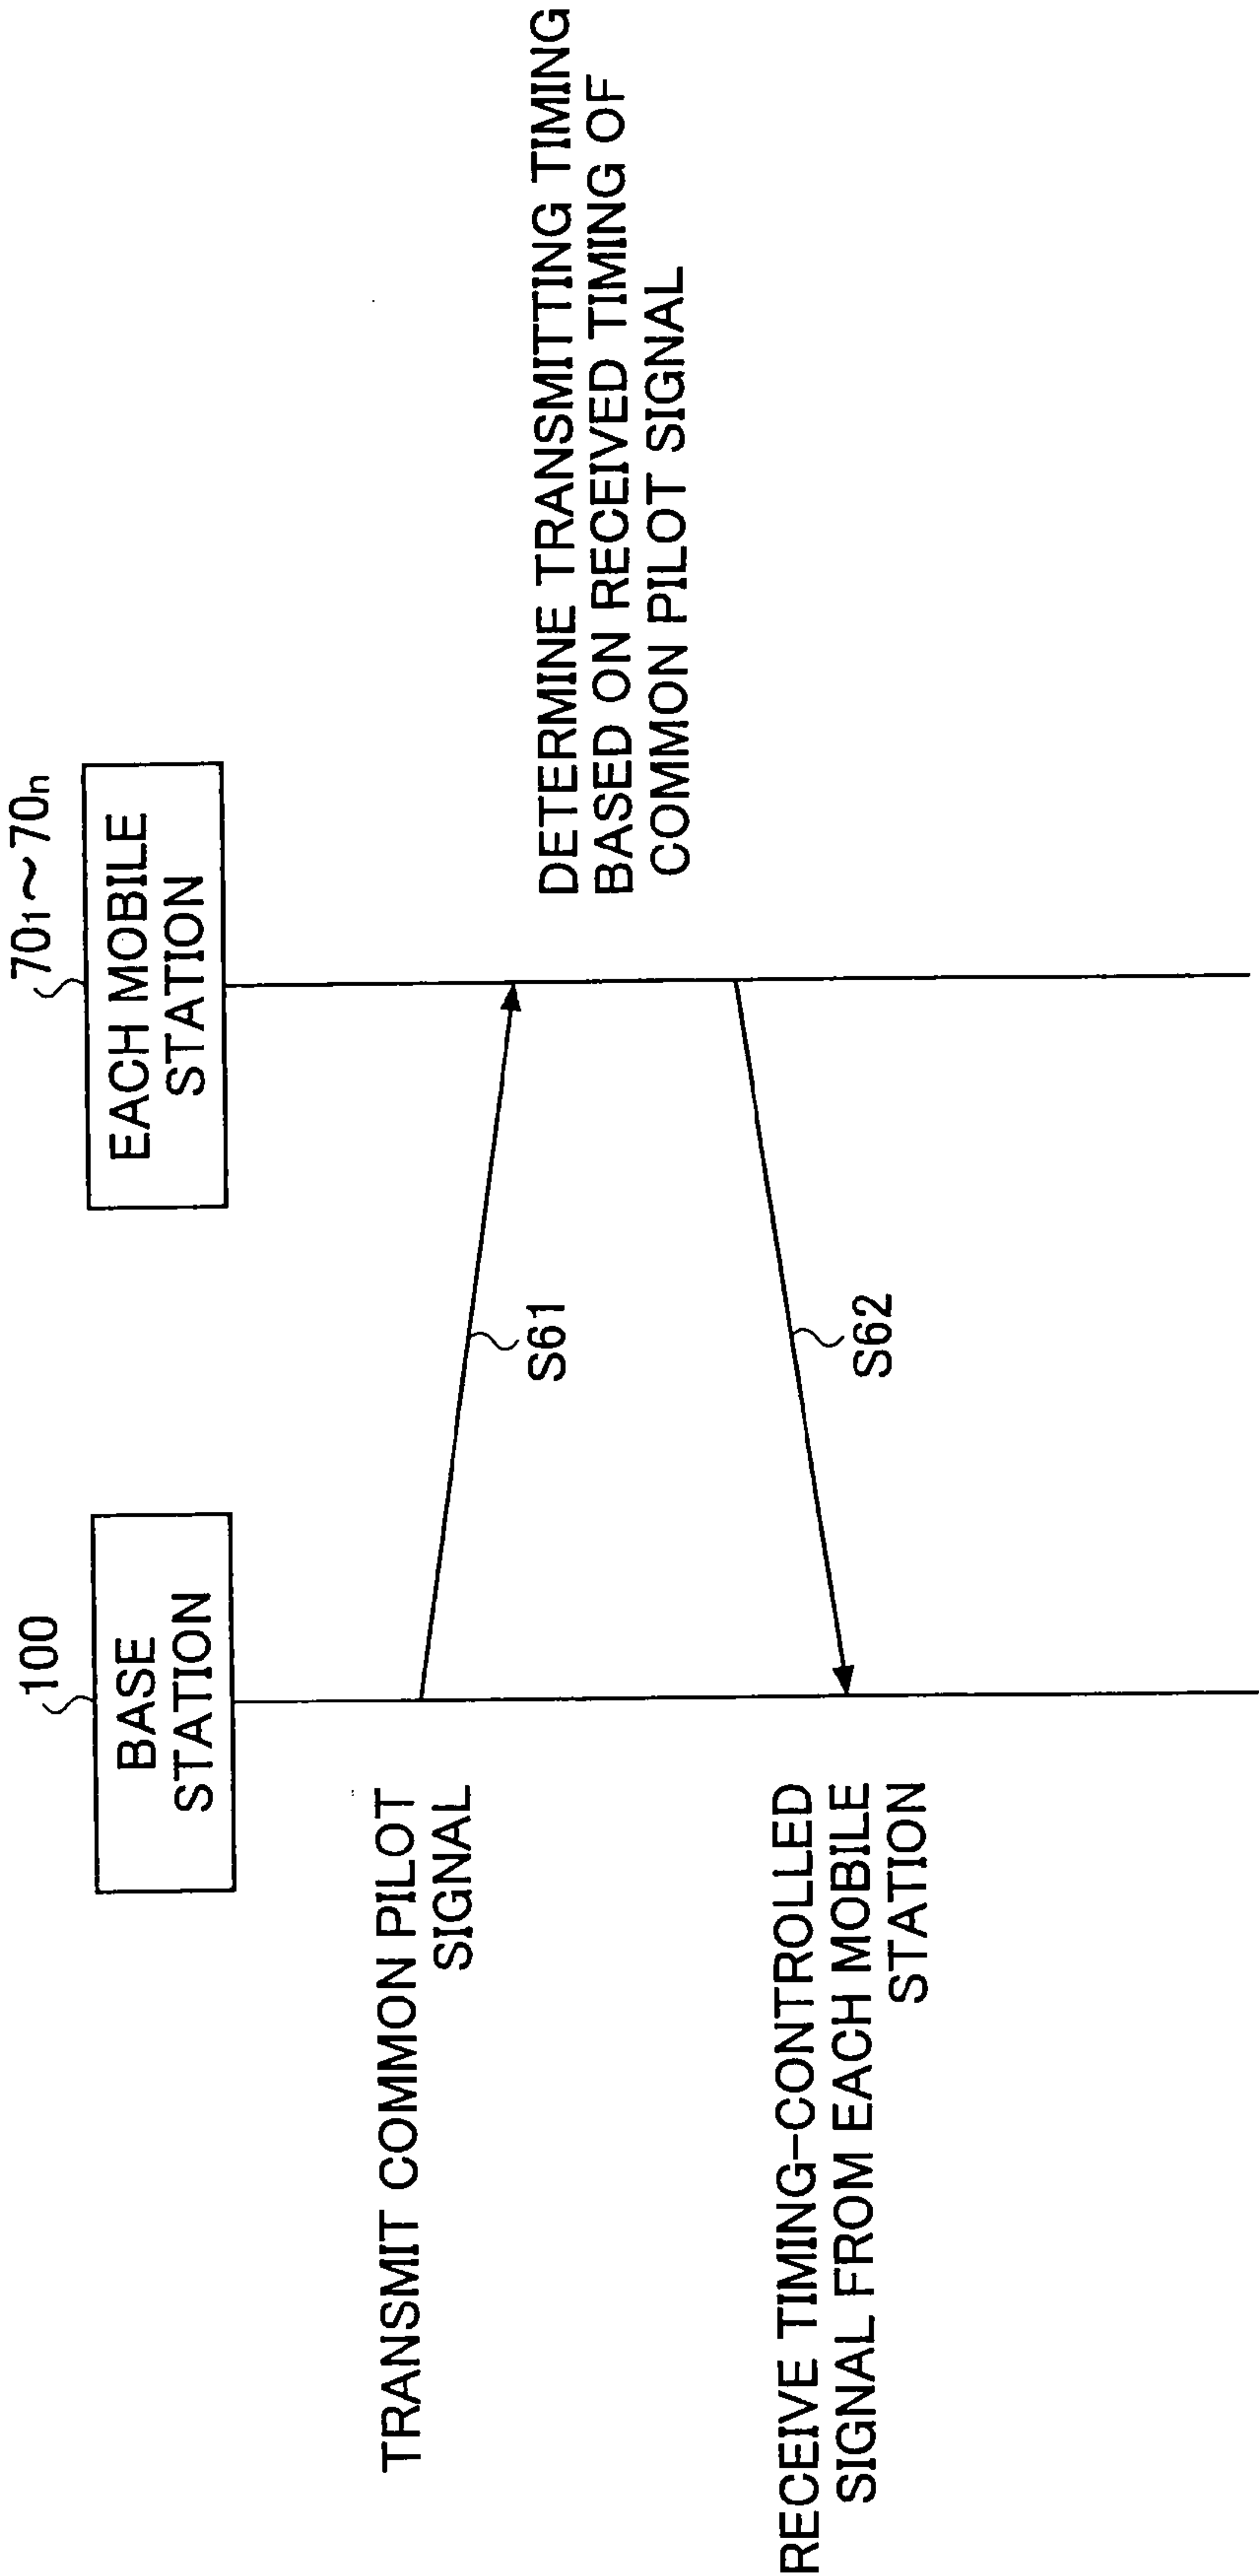 100
BASE
STATION
70₁~70ₙ
EACH MOBILE
STATION
TRANSMIT COMMON PILOT
SIGNAL
S61
DETERMINE TRANSMITTING TIMING
BASED ON RECEIVED TIMING OF
COMMON PILOT SIGNAL
S62
RECEIVE TIMING-CONTROLLED
SIGNAL FROM EACH MOBILE
STATION